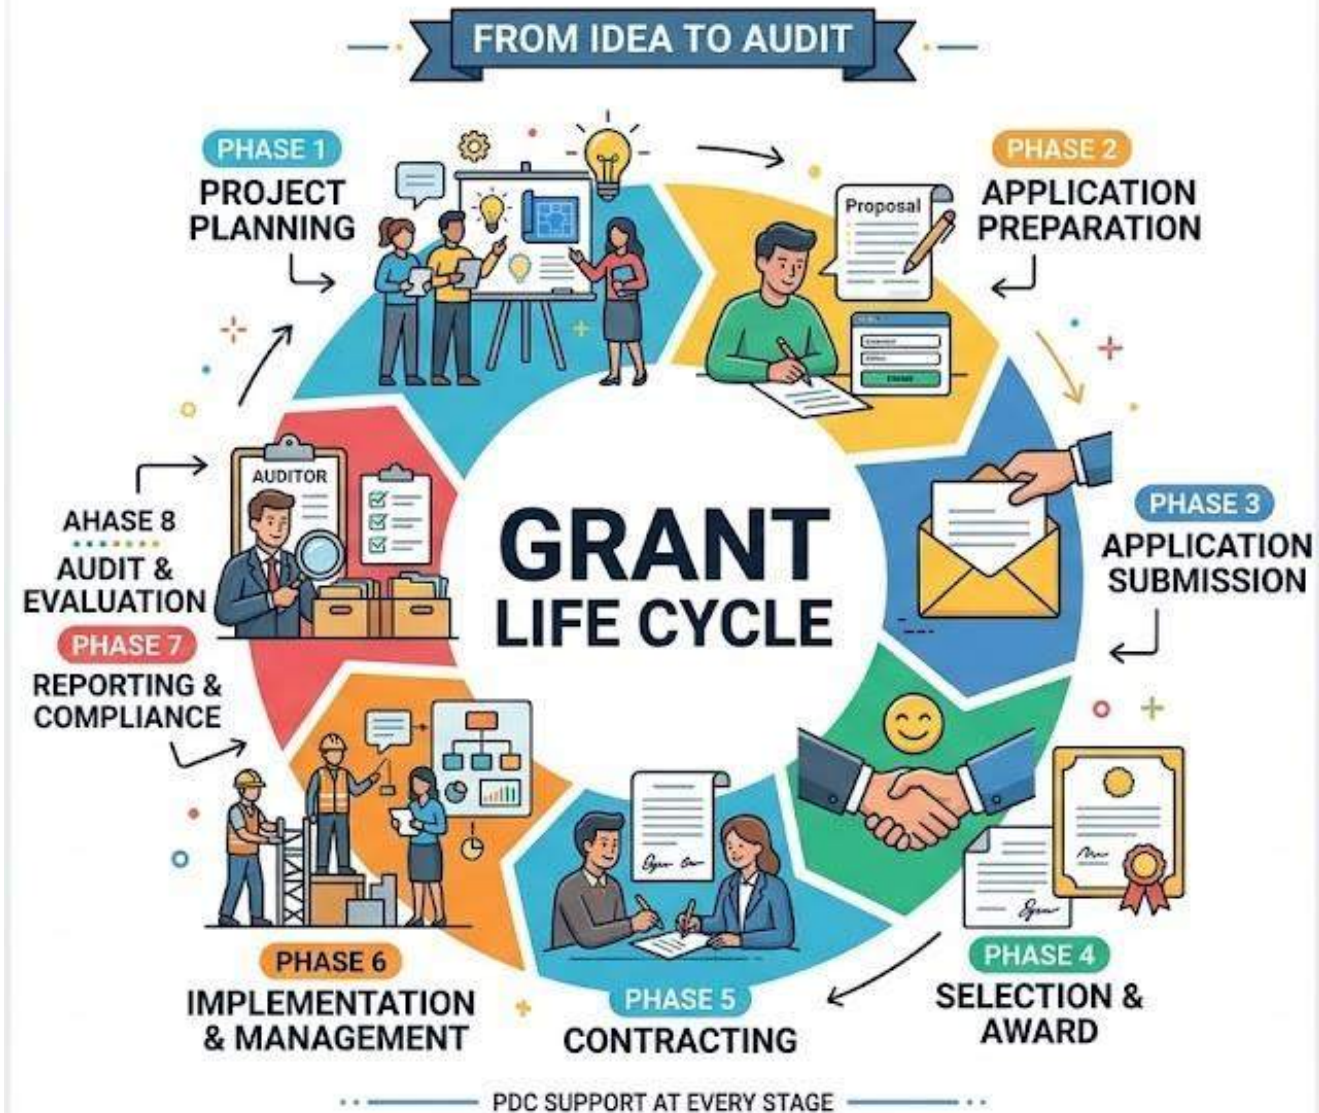 FROM IDEA TO AUDIT
PHASE 1
PROJECT
PLANNING
PHASE 2
APPLICATION
PREPARATION
Proposal
PHASE 3
APPLICATION
SUBMISSION
AUDITOR
GRANT
LIFE CYCLE
AHASE 8
AUDIT &
EVALUATION
PHASE 7
REPORTING &
COMPLIANCE
PHASE 4
SELECTION &
AWARD
PHASE 6
IMPLEMENTATION
& MANAGEMENT
PHASE 5
CONTRACTING
PDC SUPPORT AT EVERY STAGE